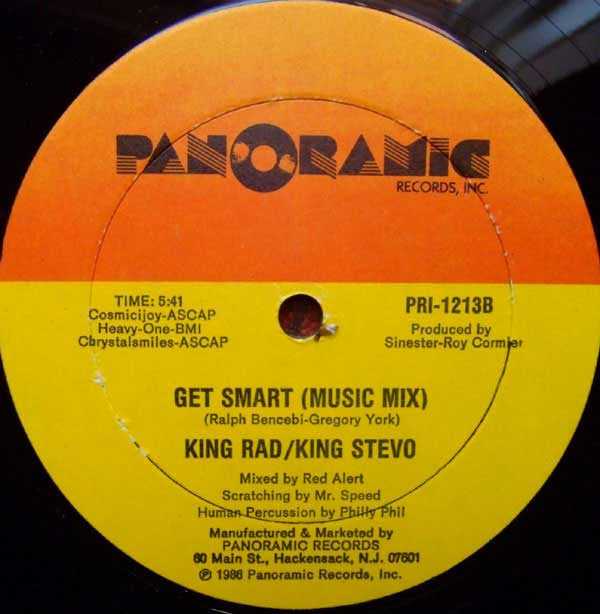 PANORAMIC
RECORDS, INC.
TIME: 5:41
Cosmicijoy-ASCAP
Heavy-One-BMI
Chrystalsmiles-ASCAP
PRI-1213B
Produced by
Sinester-Roy Cormier
GET SMART (MUSIC MIX)
(Ralph Bencebi-Gregory York)
KING RAD/KING STEVO
Mixed by Red Alert
Scratching by Mr. Speed
Human Percussion by Philly Phil
Manufactured & Marketed by
PANORAMIC RECORDS
60 Main St., Hackensack, N.J. 07601
℗ 1986 Panoramic Records, Inc.